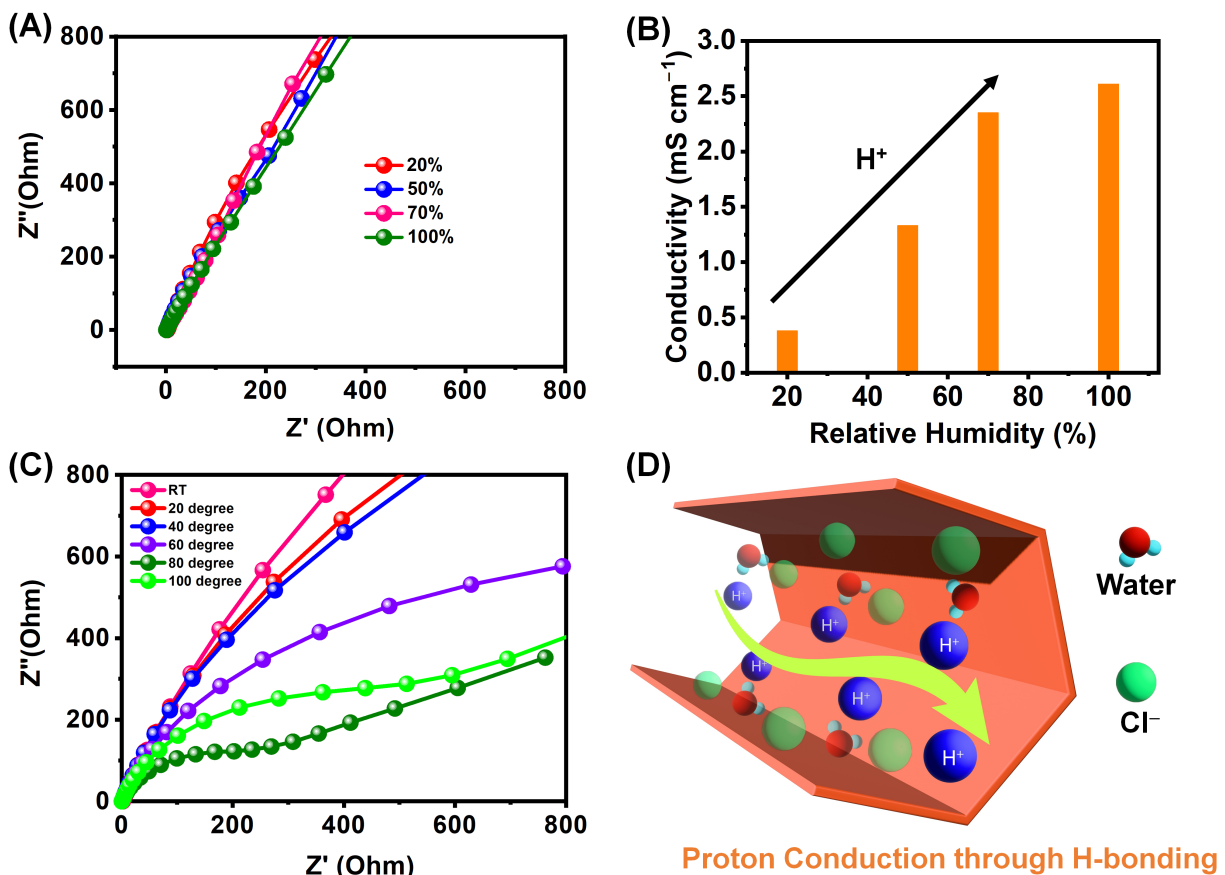 (A)
800
600
400
200
0
Z"(Ohm)
0 200 400 600 800
Z' (Ohm)
20%
50%
70%
100%
(B)
3.0
2.5
2.0
1.5
1.0
0.5
0.0
Conductivity (mS cm⁻¹)
H⁺
20 40 60 80 100
Relative Humidity (%)
(C)
800
600
400
200
0
Z"(Ohm)
RT
20 degree
40 degree
60 degree
80 degree
100 degree
0 200 400 600 800
Z' (Ohm)
(D)
H⁺
H⁺
H⁺
H⁺
H⁺
H⁺
Water
Cl⁻
Proton Conduction through H-bonding